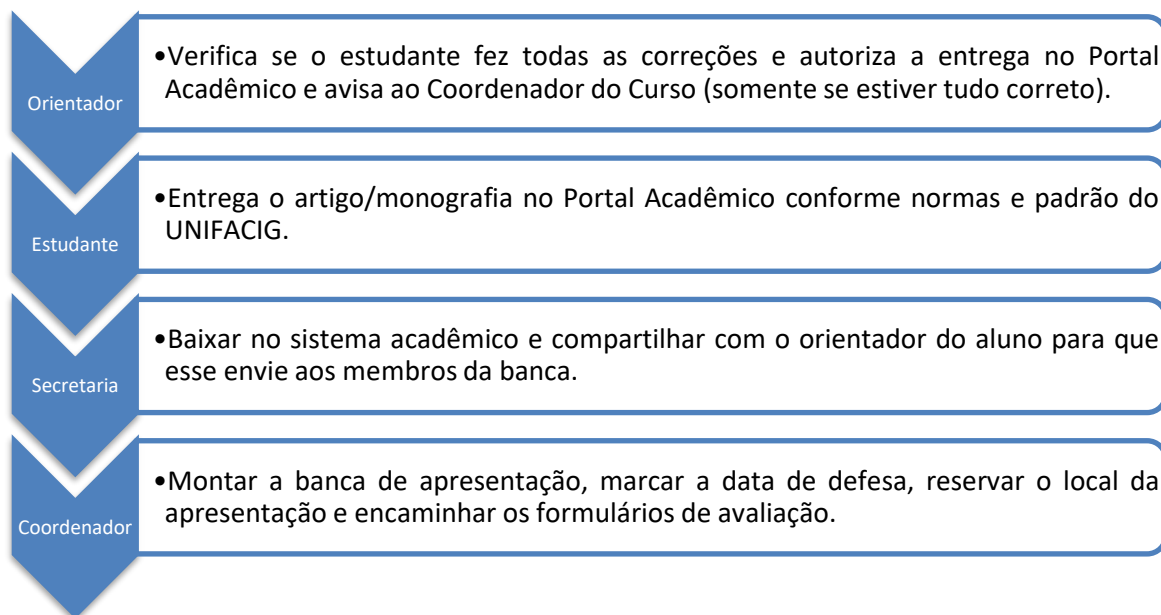 Orientador
•Verifica se o estudante fez todas as correções e autoriza a entrega no Portal
Acadêmico e avisa ao Coordenador do Curso (somente se estiver tudo correto).
Estudante
•Entrega o artigo/monografia no Portal Acadêmico conforme normas e padrão do
UNIFACIG.
Secretaria
•Baixar no sistema acadêmico e compartilhar com o orientador do aluno para que
esse envie aos membros da banca.
Coordenador
•Montar a banca de apresentação, marcar a data de defesa, reservar o local da
apresentação e encaminhar os formulários de avaliação.